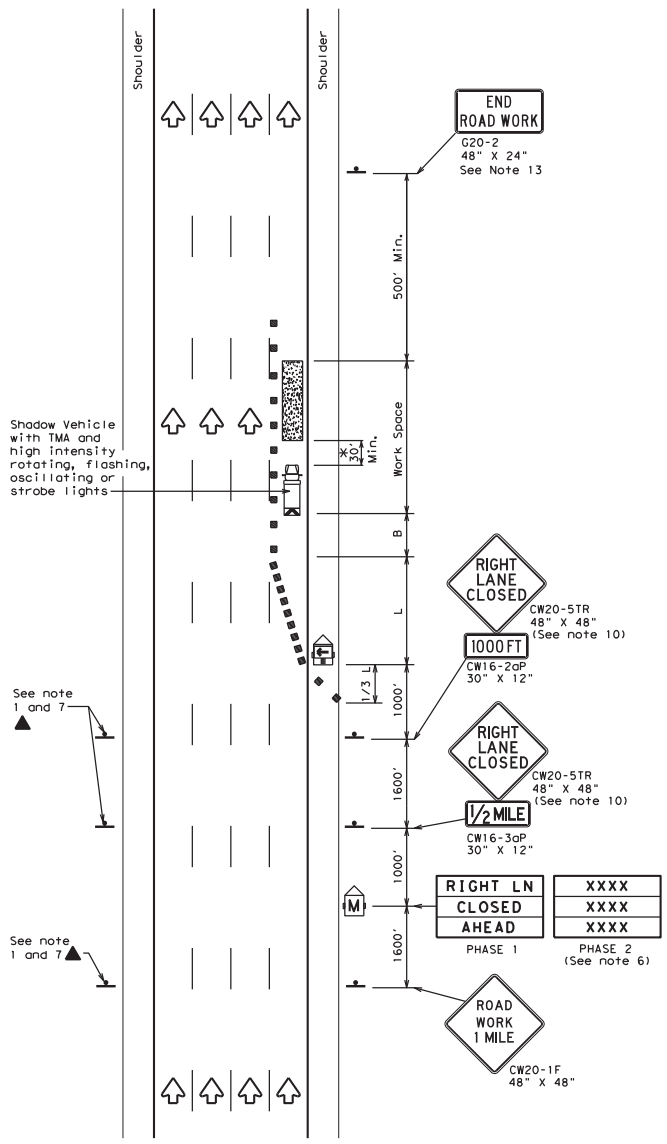 Shoulder
Shoulder
END
ROAD WORK
G20-2
48" X 24"
See Note 13
500' Min.
Shadow Vehicle
with TMA and
high intensity
rotating, flashing,
oscillating or
strobe lights
*
30'
Min.
Work Space
B
L
RIGHT
LANE
CLOSED
CW20-5TR
48" X 48"
(See note 10)
1000 FT
CW16-2aP
30" X 12"
1/3 L
1000'
See note
1 and 7
RIGHT
LANE
CLOSED
CW20-5TR
48" X 48"
(See note 10)
1/2 MILE
CW16-3aP
30" X 12"
1600'
1000'
M
RIGHT LN
CLOSED
AHEAD
PHASE 1
XXXX
XXXX
XXXX
PHASE 2
(See note 6)
See note
1 and 7
1600'
ROAD
WORK
1 MILE
CW20-1F
48" X 48"